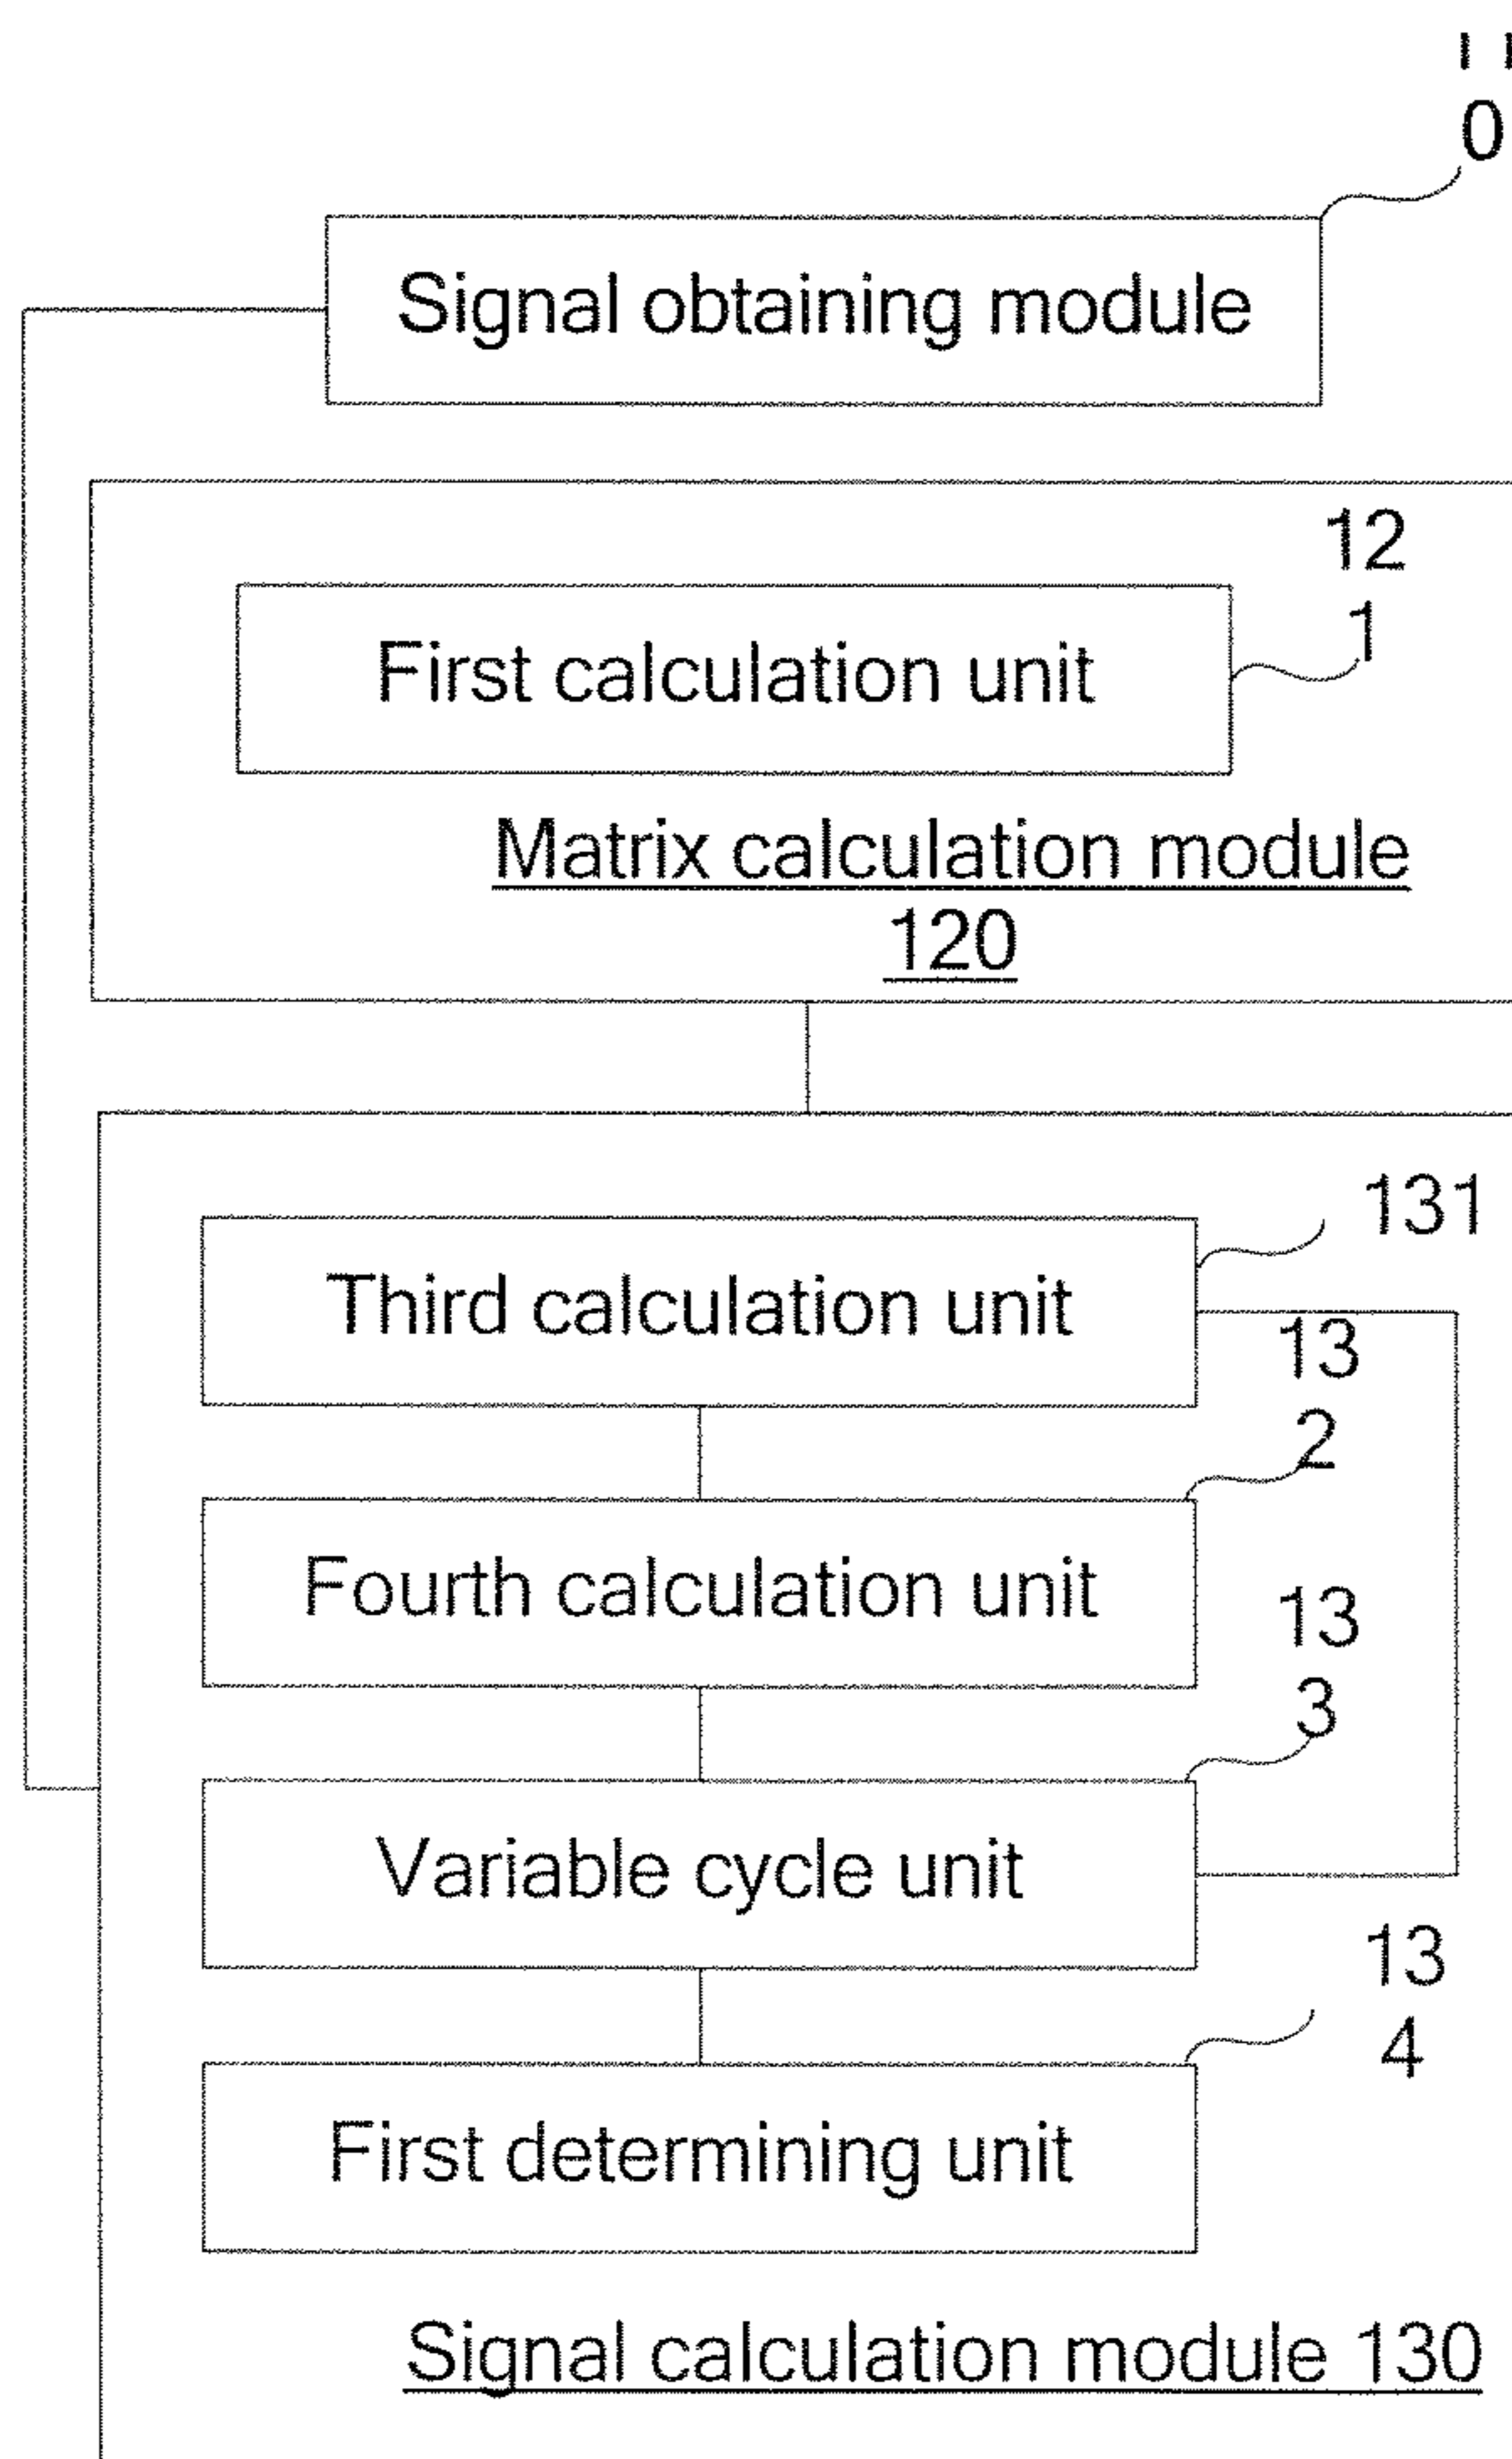 0
Signal obtaining module
12
1
First calculation unit
Matrix calculation module
120
131
Third calculation unit
13
2
Fourth calculation unit
13
3
Variable cycle unit
13
4
First determining unit
Signal calculation module 130